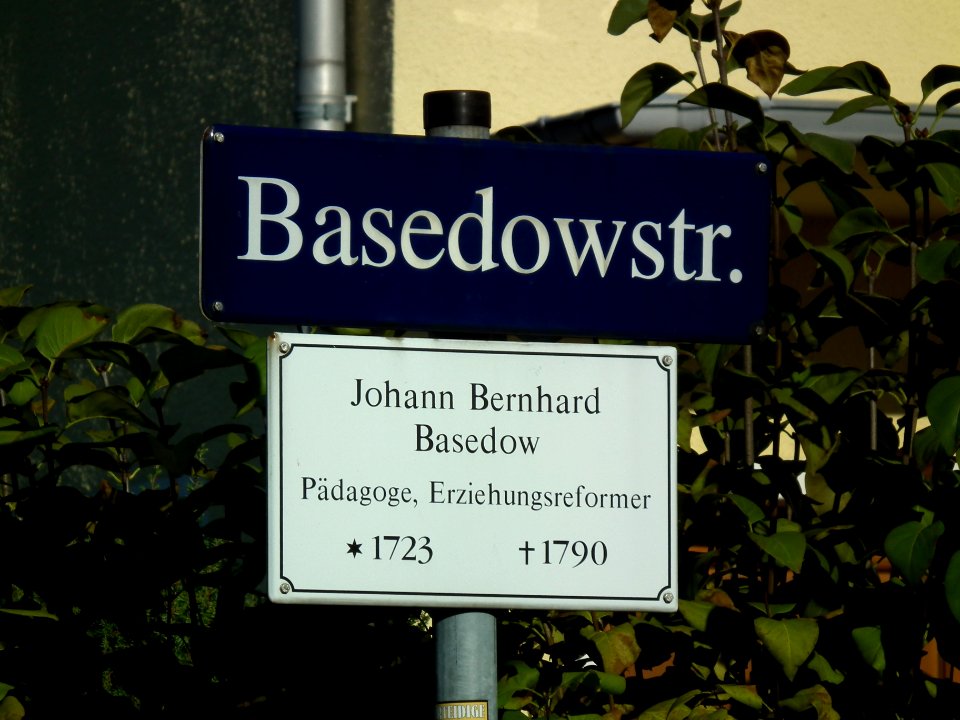 Basedowstr.
Johann Bernhard
Basedow
Pädagoge, Erziehungsreformer
✶ 1723 ✝ 1790